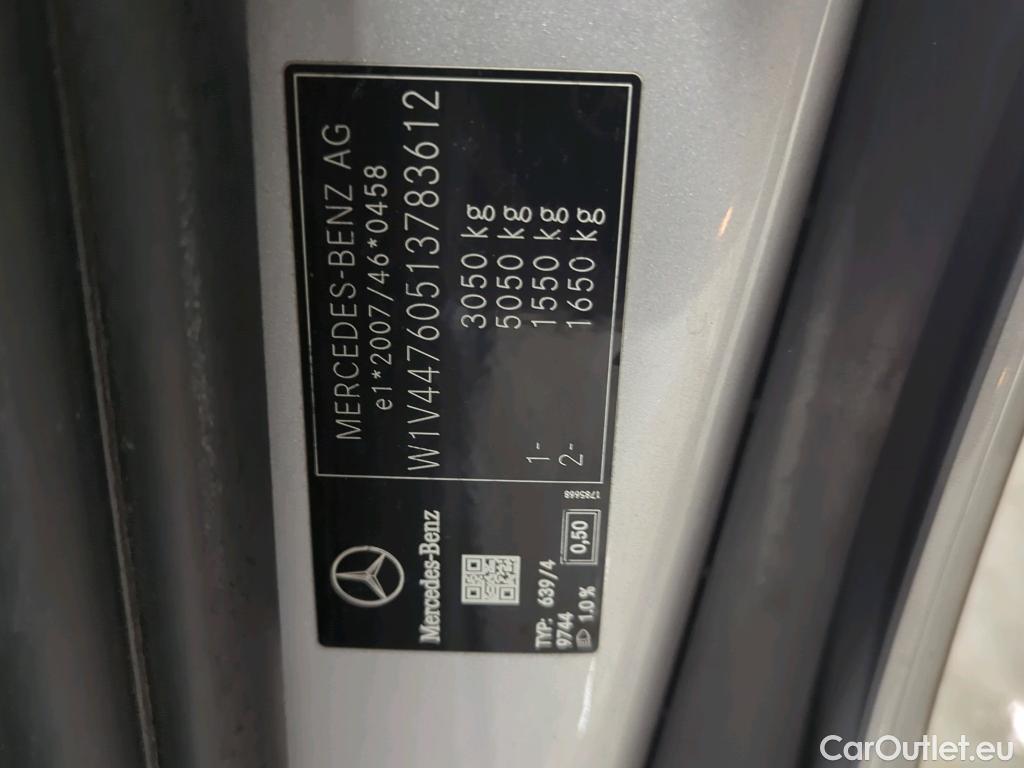 MERCEDES-BENZ AG
e1*2007/46*0458
W1V44760513783612
3050 kg
5050 kg
1- 1550 kg
2- 1650 kg
Mercedes-Benz
TYP: 639/4
9744
1.0%
0,50
1785668
CarOutlet.eu